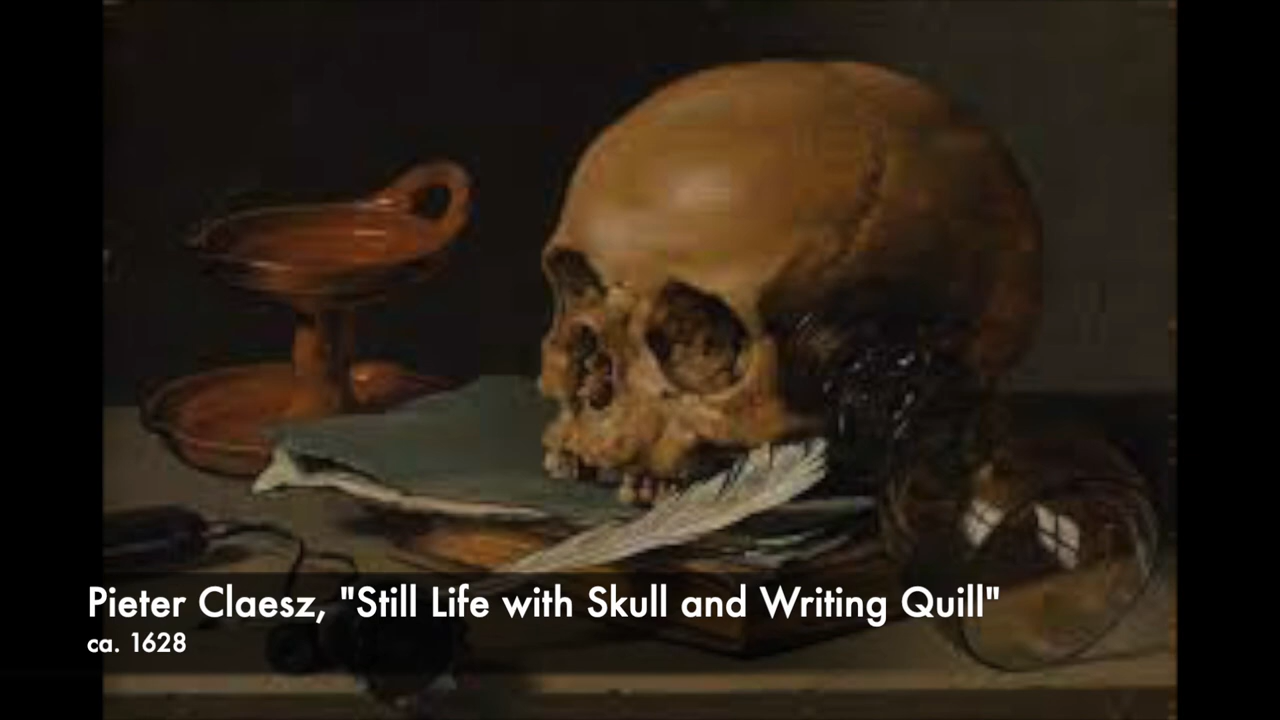 Pieter Claesz, "Still Life with Skull and Writing Quill"
ca. 1628